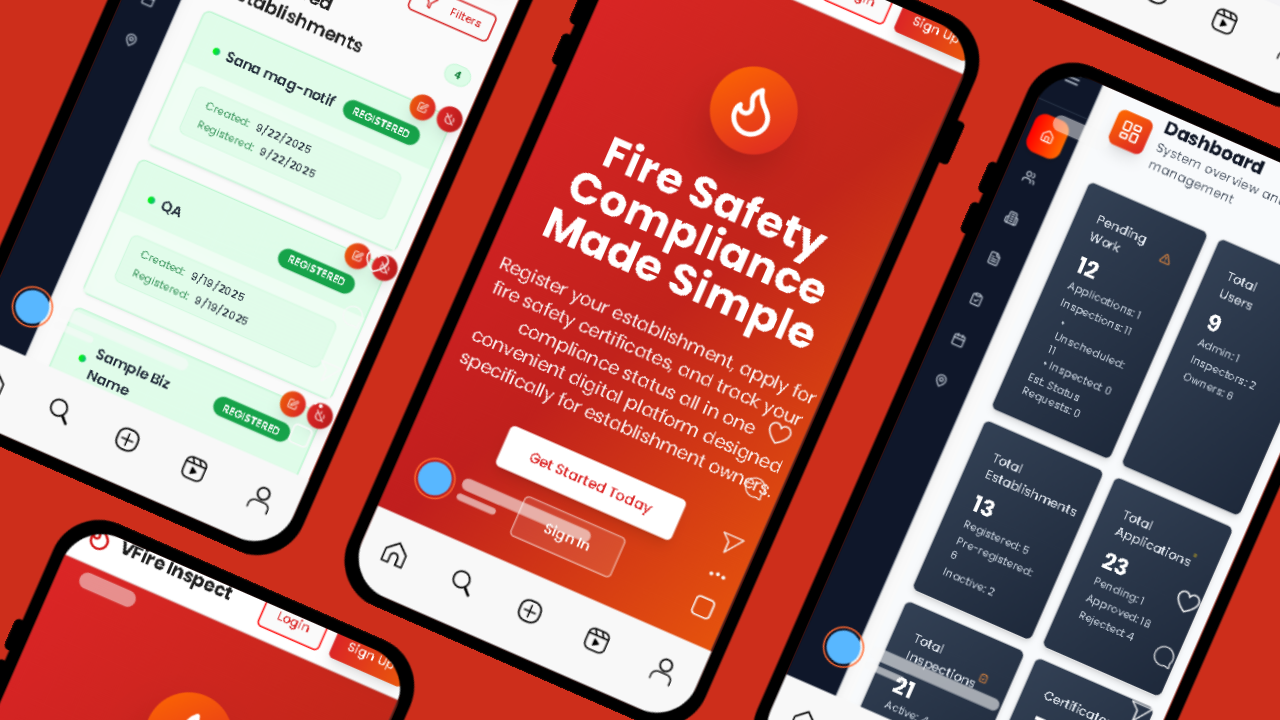 Establishments
Filters
4
Sana mag-notif
REGISTERED
Created: 9/22/2025
Registered: 9/22/2025
QA
REGISTERED
Created: 9/19/2025
Registered: 9/19/2025
Sample Biz
Name
REGISTERED
VFire Inspect
Login
Sign Up
Login
Sign Up
Fire Safety
Compliance
Made Simple
Register your establishment, apply for
fire safety certificates, and track your
compliance status all in one
convenient digital platform designed
specifically for establishment owners.
Get Started Today
Sign In
Dashboard
System overview and
management
Pending
Work
12
Applications: 1
Inspections: 11
•
Unscheduled:
11
• Inspected: 0
Est. Status
Requests: 0
Total
Users
9
Admin: 1
Inspectors: 2
Owners: 6
Total
Establishments
13
Registered: 5
Pre-registered:
6
Inactive: 2
Total
Applications
23
Pending: 1
Approved: 18
Rejected: 4
Total
Inspections
21
Active:
Certificate